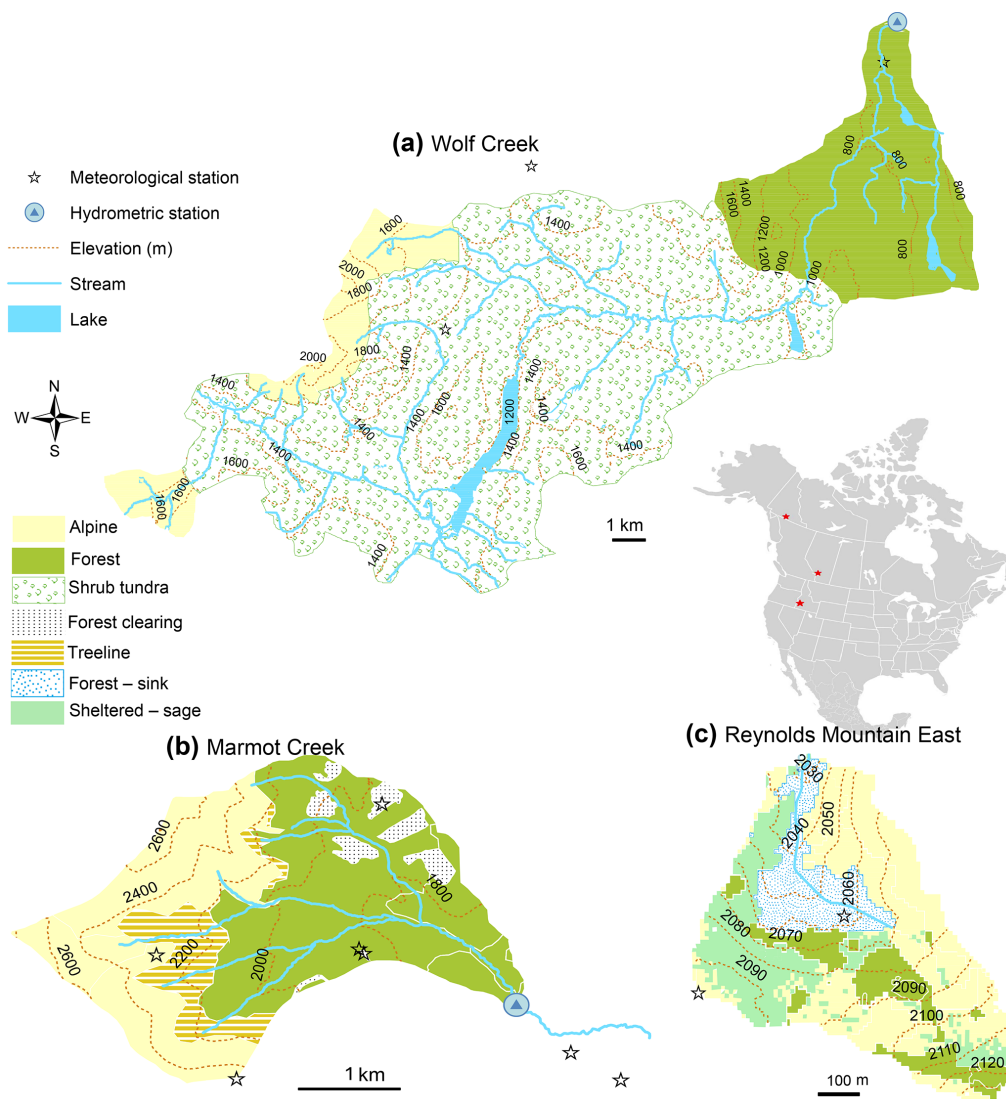 (a) Wolf Creek
Meteorological station
Hydrometric station
Elevation (m)
Stream
Lake
N
W E
S
1600
2000
1800
2000
1800
1400
1400
1400
1600
1400
1400
1400
1600
1600
1600
1400
1200
1400
1400
1400
1400
1600
1400
1400
1600
1200
1200
1000
1000
800
800
800
800
1 km
Alpine
Forest
Shrub tundra
Forest clearing
Treeline
Forest – sink
Sheltered – sage
(b) Marmot Creek
2600
2400
2600
2200
2000
1800
1 km
(c) Reynolds Mountain East
2030
2040
2050
2060
2070
2080
2090
2090
2100
2110
2120
100 m